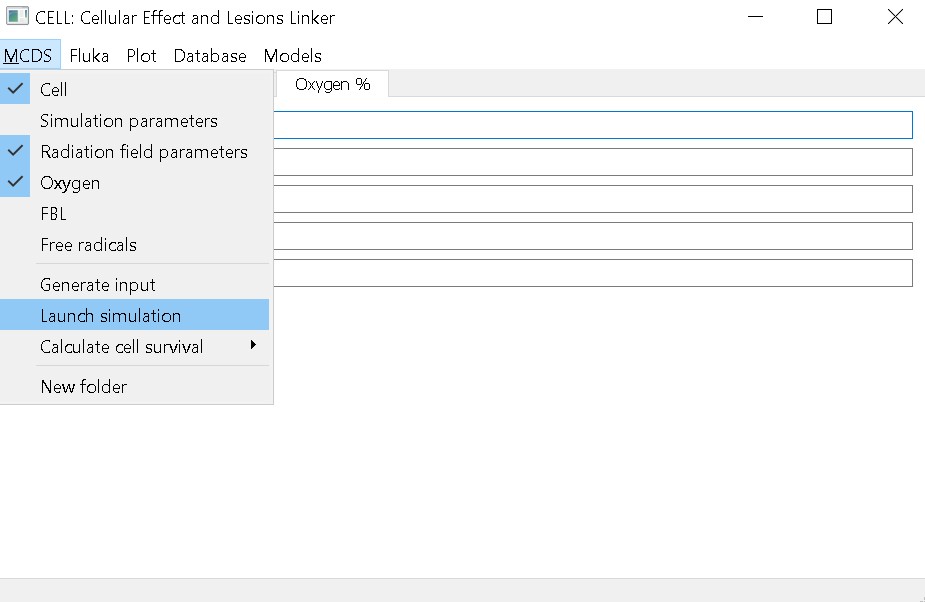 CELL: Cellular Effect and Lesions Linker
MCDS Fluka Plot Database Models
Oxygen %
Cell
Simulation parameters
Radiation field parameters
Oxygen
FBL
Free radicals
Generate input
Launch simulation
Calculate cell survival
New folder